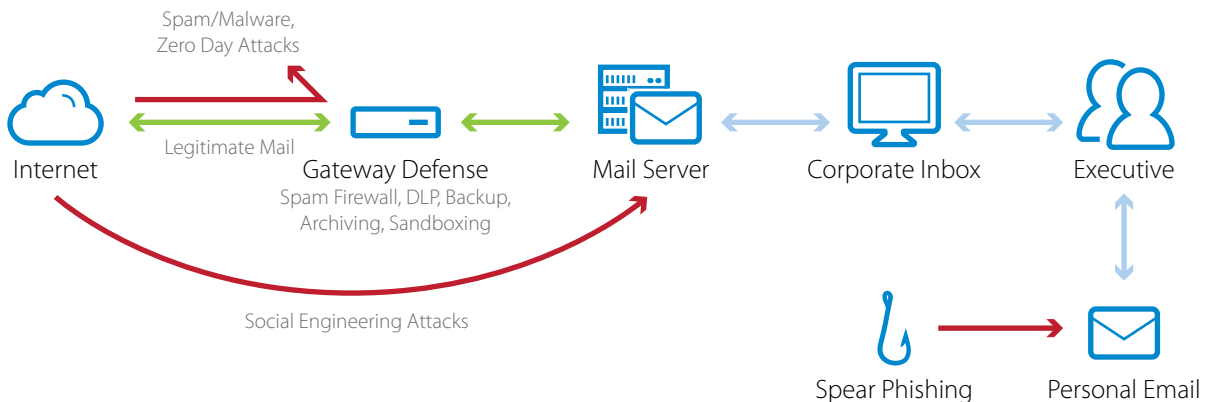 Spam/Malware,
Zero Day Attacks
Legitimate Mail
Internet
Gateway Defense
Spam Firewall, DLP, Backup,
Archiving, Sandboxing
Mail Server
Corporate Inbox
Executive
Social Engineering Attacks
Spear Phishing
Personal Email